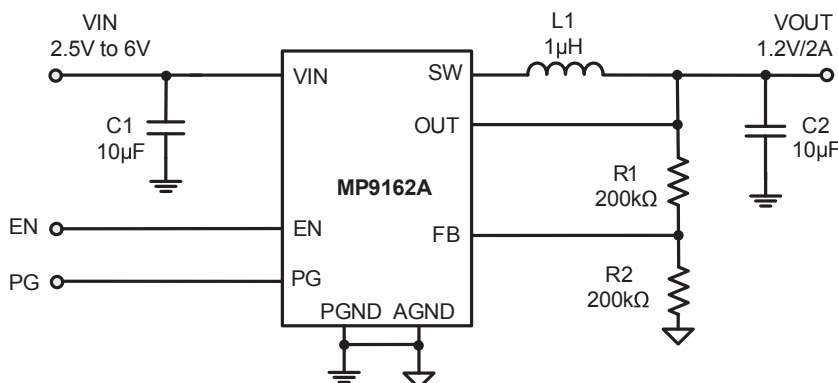 VIN
2.5V to 6V
C1
10µF
EN
PG
VIN
SW
OUT
MP9162A
EN
FB
PG
PGND AGND
L1
1µH
VOUT
1.2V/2A
C2
10µF
R1
200kΩ
R2
200kΩ